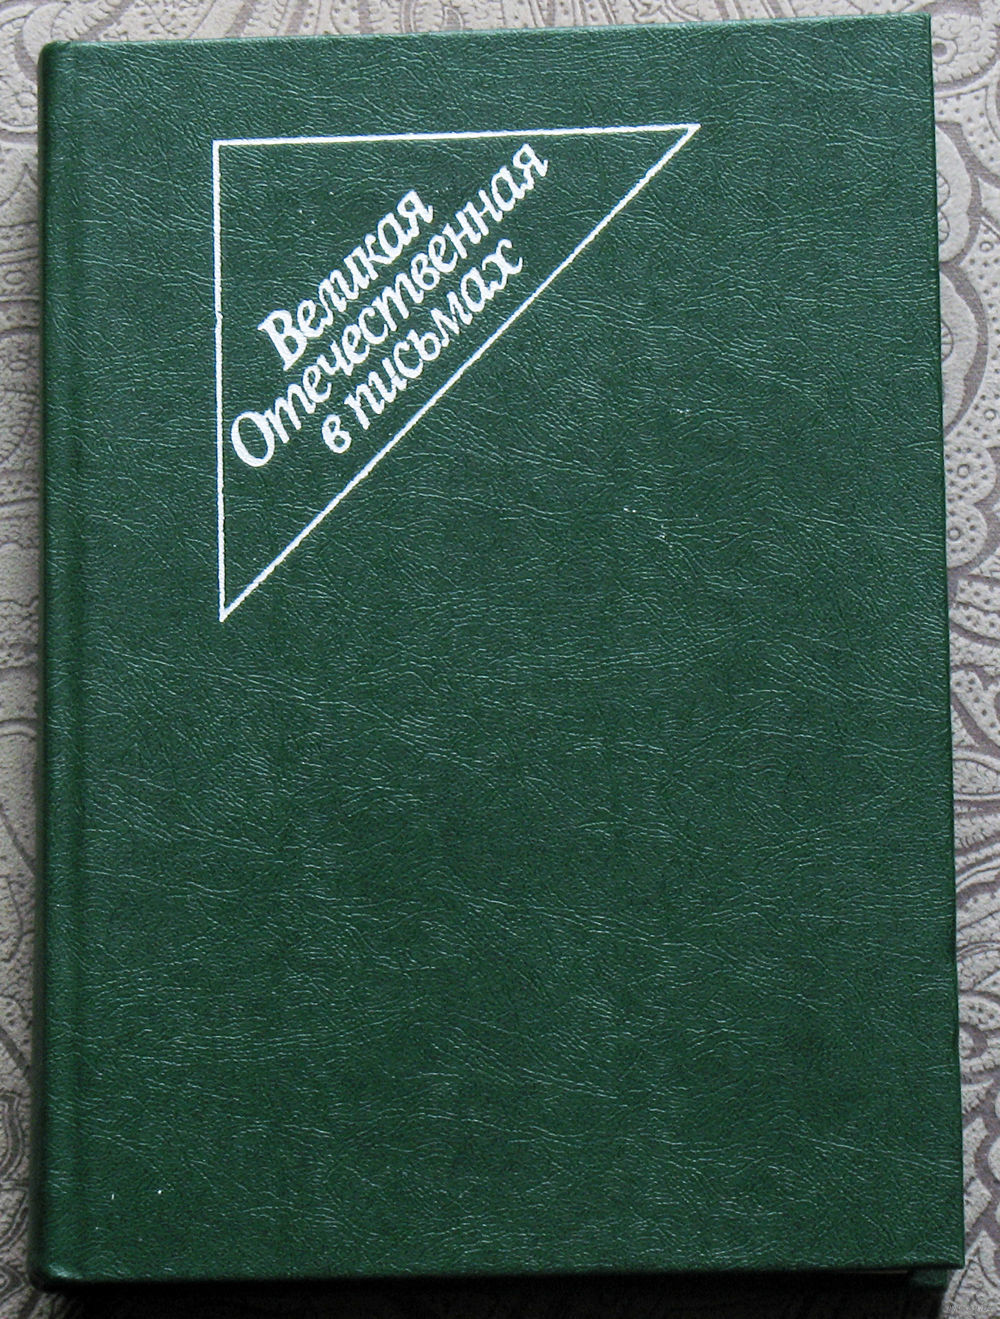 Великая
Отечественная
в письмах